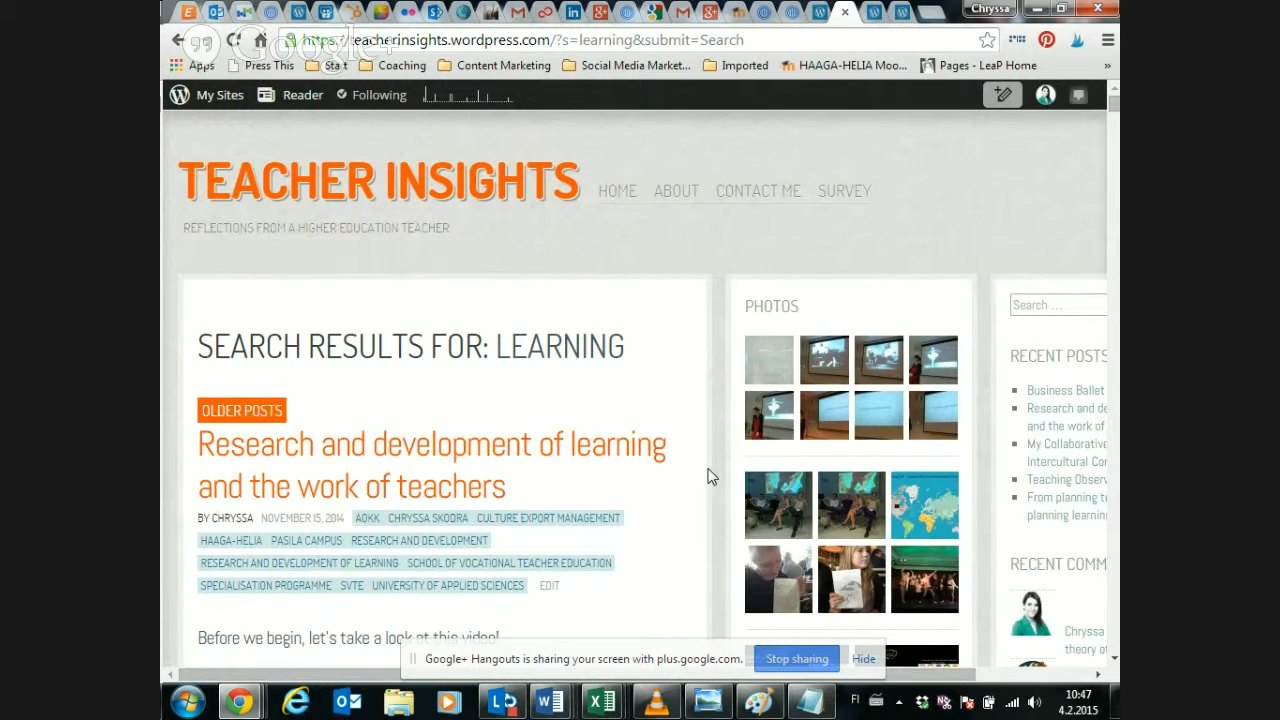 Chryssa
https://teacherinsights.wordpress.com/?s=learning&submit=Search
Google+
Apps Press This Start Coaching Content Marketing Social Media Market... Imported HAAGA-HELIA Moo... Pages - LeaP Home »
My Sites Reader Following
TEACHER INSIGHTS
HOME ABOUT CONTACT ME SURVEY
REFLECTIONS FROM A HIGHER EDUCATION TEACHER
SEARCH RESULTS FOR: LEARNING
OLDER POSTS
Research and development of learning
and the work of teachers
BY CHRYSSA NOVEMBER 15, 2014 AOKK CHRYSSA SKODRA CULTURE EXPORT MANAGEMENT
HAAGA-HELIA PASILA CAMPUS RESEARCH AND DEVELOPMENT
RESEARCH AND DEVELOPMENT OF LEARNING SCHOOL OF VOCATIONAL TEACHER EDUCATION
SPECIALISATION PROGRAMME SVTE UNIVERSITY OF APPLIED SCIENCES EDIT
Before we begin, let's take a look at this video!
PHOTOS
Search ...
RECENT POSTS
Business Ballet
Research and de
and the work of
My Collaborative
Intercultural Co
Teaching Obser
From planning t
planning learnin
RECENT COMM
Chryssa
theory o
Google+ Hangouts is sharing your screen with plus.google.com. Stop sharing Hide
FI
10:47
4.2.2015